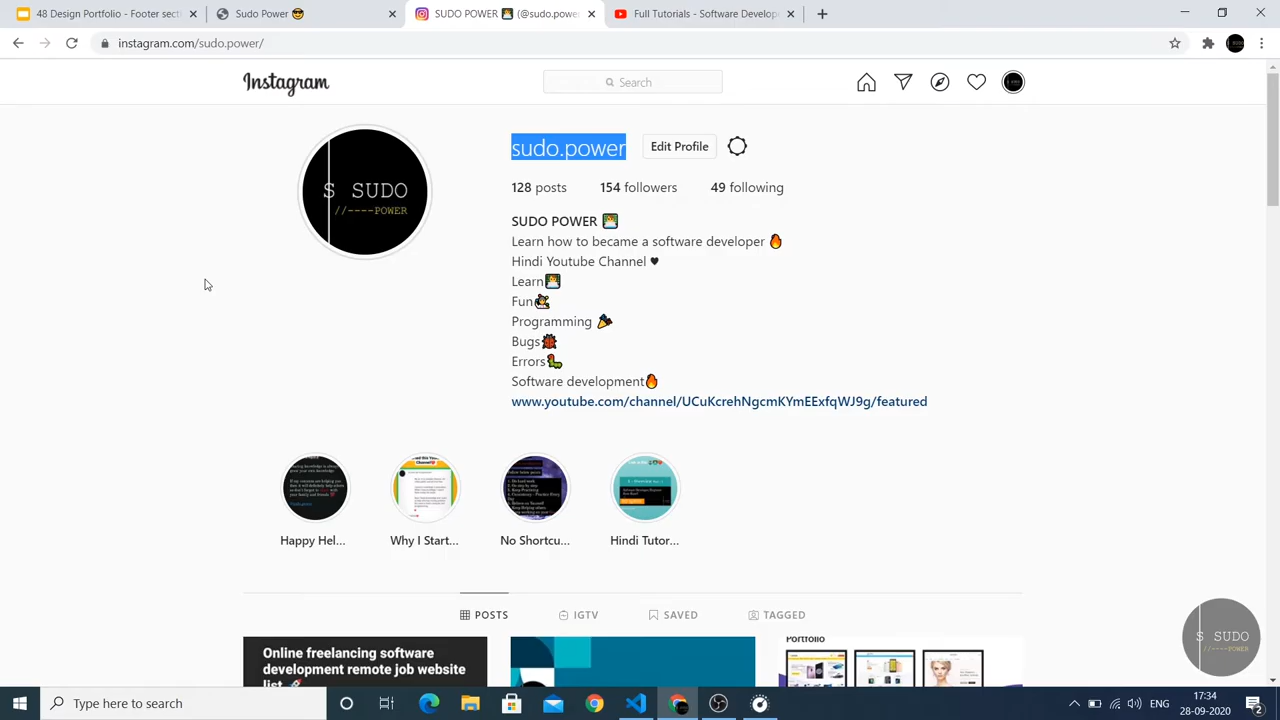 48 Design Portfolio - Footer secti
Sudo Power 😎
SUDO POWER 👨‍💻 (@sudo.powe
Full Tutorials - Software Develop
instagram.com/sudo.power/
Instagram
Search
S SUDO
//----POWER
sudo.power
Edit Profile
128 posts
154 followers
49 following
SUDO POWER 👨‍💻
Learn how to became a software developer 🔥
Hindi Youtube Channel ♥
Learn👨‍💻
Fun
Programming
Bugs🐞
Errors🐛
Software development🔥
www.youtube.com/channel/UCuKcrehNgcmKYmEExfqWJ9g/featured
Happy Hel...
Why I Start...
No Shortcu...
Hindi Tutor...
POSTS
IGTV
SAVED
TAGGED
Online freelancing software
development remote job website
list 🚀
Portfolio
S SUDO
//----POWER
Type here to search
ENG
17:34
28-09-2020
2